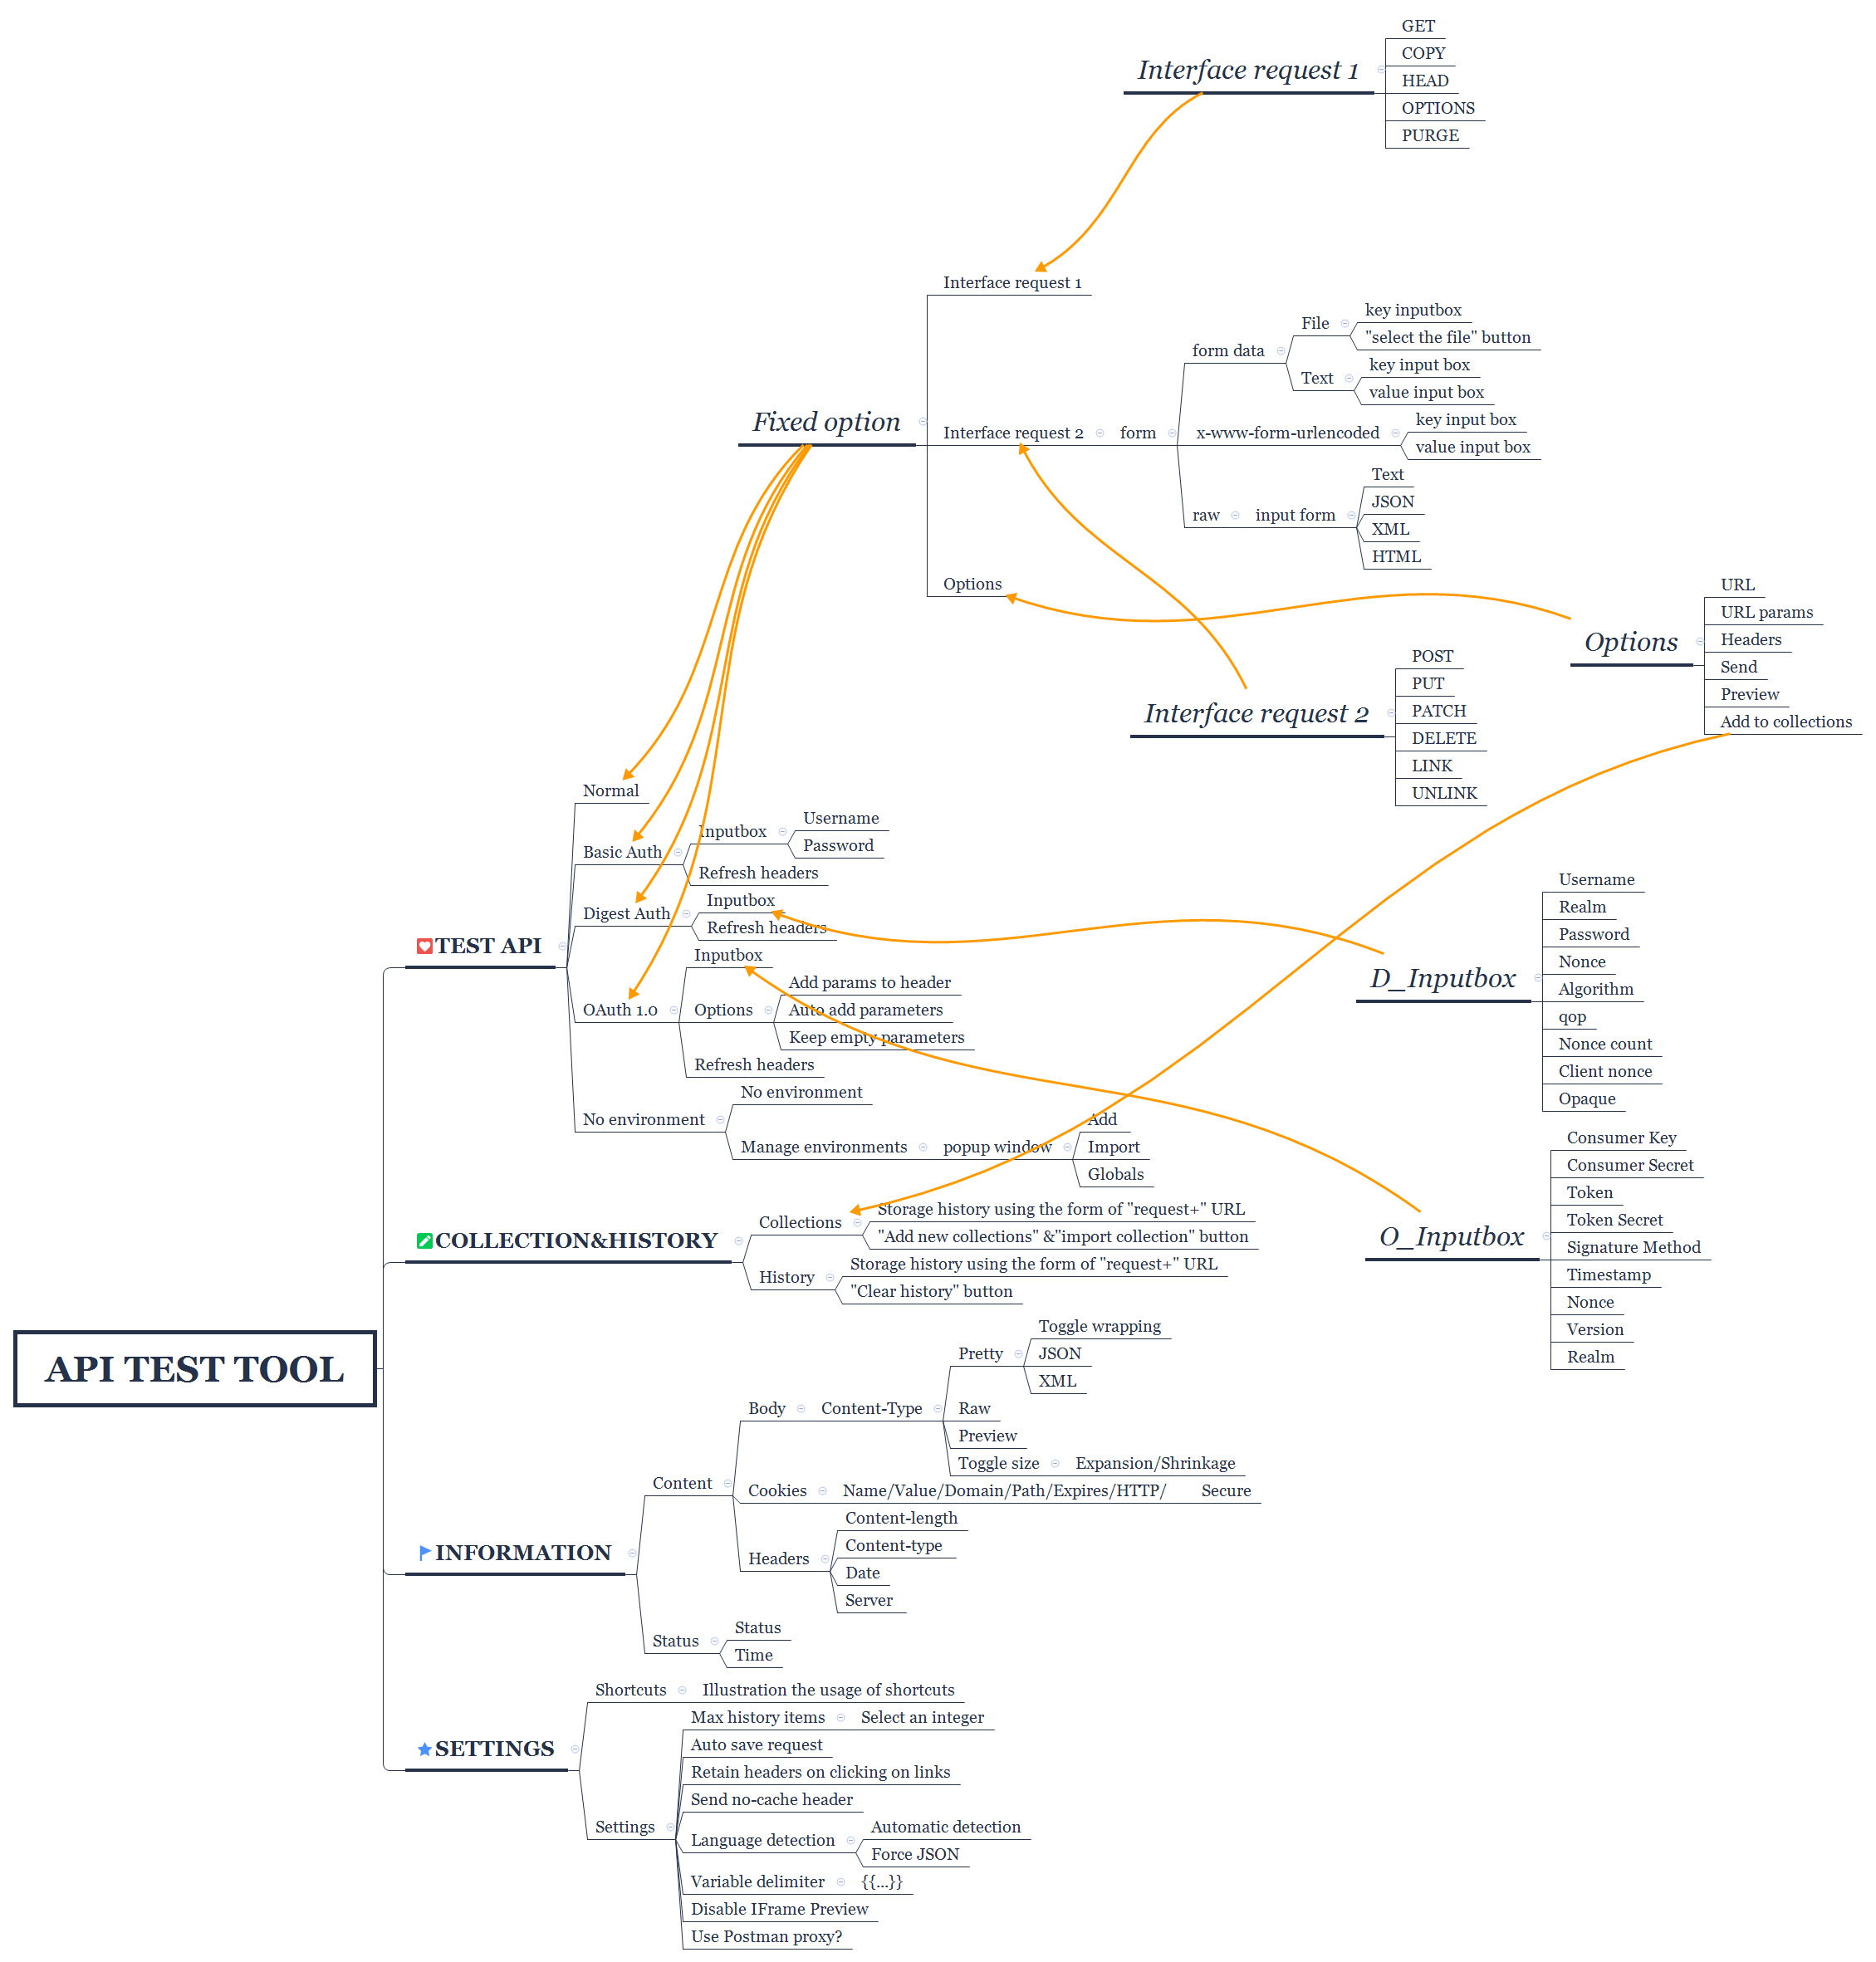 GET
COPY
Interface request 1
HEAD
OPTIONS
PURGE
Interface request 1
key inputbox
File
"select the file" button
form data
key input box
Text
value input box
Fixed option
key input box
Interface request 2
form
x-www-form-urlencoded
value input box
Text
JSON
raw
input form
XML
HTML
Options
URL
URL params
Options
Headers
Send
Preview
Add to collections
POST
PUT
Interface request 2
PATCH
DELETE
LINK
UNLINK
Normal
Username
Inputbox
Password
Basic Auth
Refresh headers
Inputbox
Digest Auth
Refresh headers
TEST API
Inputbox
Add params to header
OAuth 1.0
Options
Auto add parameters
Keep empty parameters
Refresh headers
No environment
No environment
Add
Manage environments
popup window
Import
Globals
Username
Realm
Password
Nonce
D_Inputbox
Algorithm
qop
Nonce count
Client nonce
Opaque
Consumer Key
Consumer Secret
Token
Token Secret
O_Inputbox
Signature Method
Timestamp
Nonce
Version
Realm
Storage history using the form of "request+" URL
Collections
"Add new collections" &"import collection" button
COLLECTION&HISTORY
Storage history using the form of "request+" URL
History
"Clear history" button
API TEST TOOL
Toggle wrapping
Pretty
JSON
XML
Body
Content-Type
Raw
Preview
Toggle size
Expansion/Shrinkage
Content
Cookies
Name/Value/Domain/Path/Expires/HTTP/ Secure
Content-length
Content-type
Headers
Date
Server
INFORMATION
Status
Status
Time
Shortcuts
Illustration the usage of shortcuts
SETTINGS
Max history items
Select an integer
Auto save request
Retain headers on clicking on links
Send no-cache header
Settings
Automatic detection
Language detection
Force JSON
Variable delimiter
{{...}}
Disable IFrame Preview
Use Postman proxy?